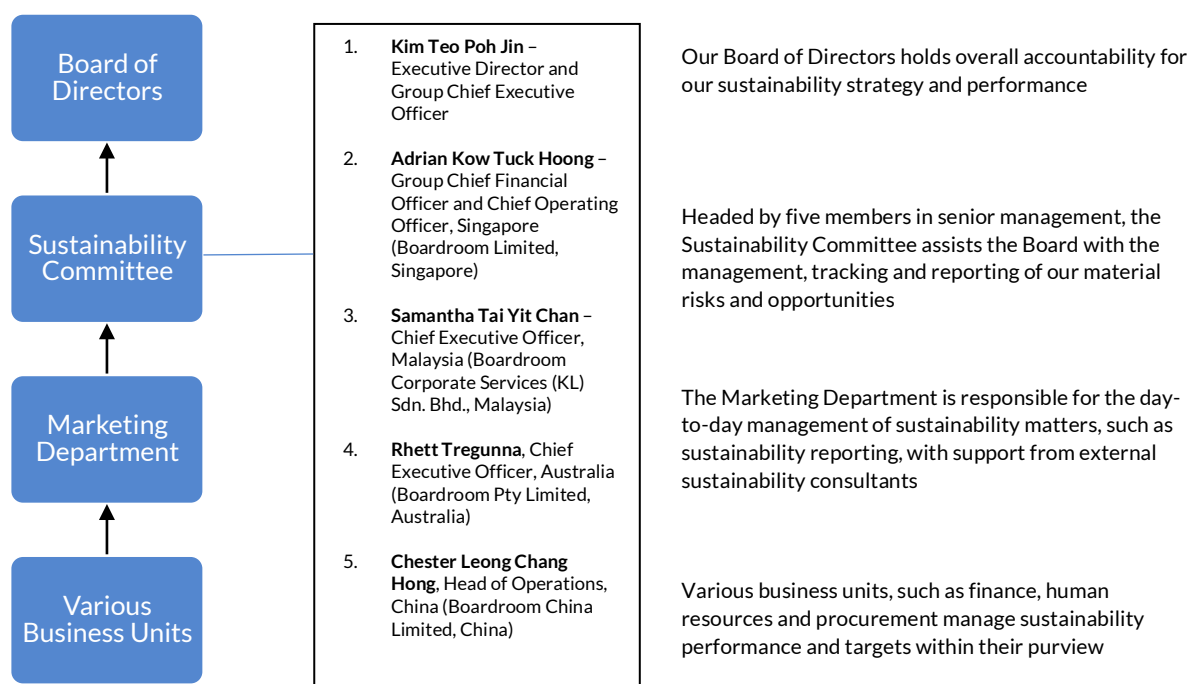 Board of
Directors
Sustainability
Committee
Marketing
Department
Various
Business Units
1. Kim Teo Poh Jin –
Executive Director and
Group Chief Executive
Officer
2. Adrian Kow Tuck Hoong –
Group Chief Financial
Officer and Chief Operating
Officer, Singapore
(Boardroom Limited,
Singapore)
3. Samantha Tai Yit Chan –
Chief Executive Officer,
Malaysia (Boardroom
Corporate Services (KL)
Sdn. Bhd., Malaysia)
4. Rhett Tregunna, Chief
Executive Officer, Australia
(Boardroom Pty Limited,
Australia)
5. Chester Leong Chang
Hong, Head of Operations,
China (Boardroom China
Limited, China)
Our Board of Directors holds overall accountability for
our sustainability strategy and performance
Headed by five members in senior management, the
Sustainability Committee assists the Board with the
management, tracking and reporting of our material
risks and opportunities
The Marketing Department is responsible for the day-
to-day management of sustainability matters, such as
sustainability reporting, with support from external
sustainability consultants
Various business units, such as finance, human
resources and procurement manage sustainability
performance and targets within their purview